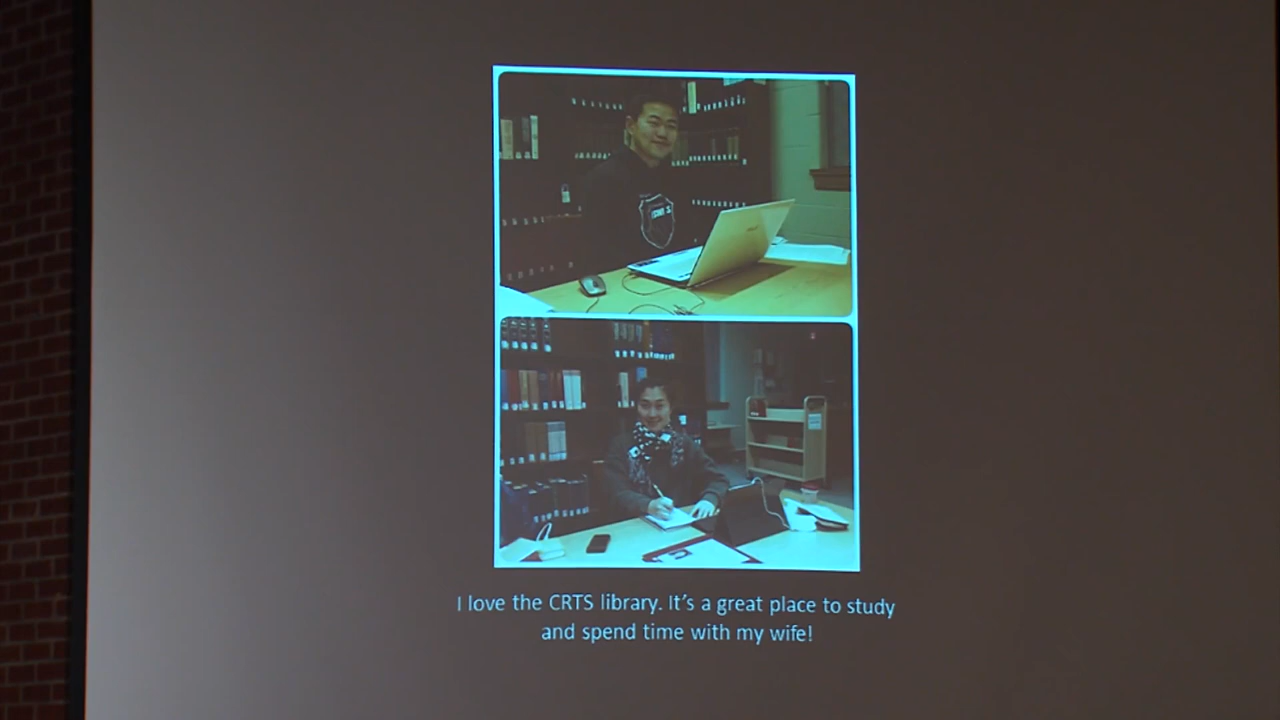 I love the CRTS library. It's a great place to study
and spend time with my wife!